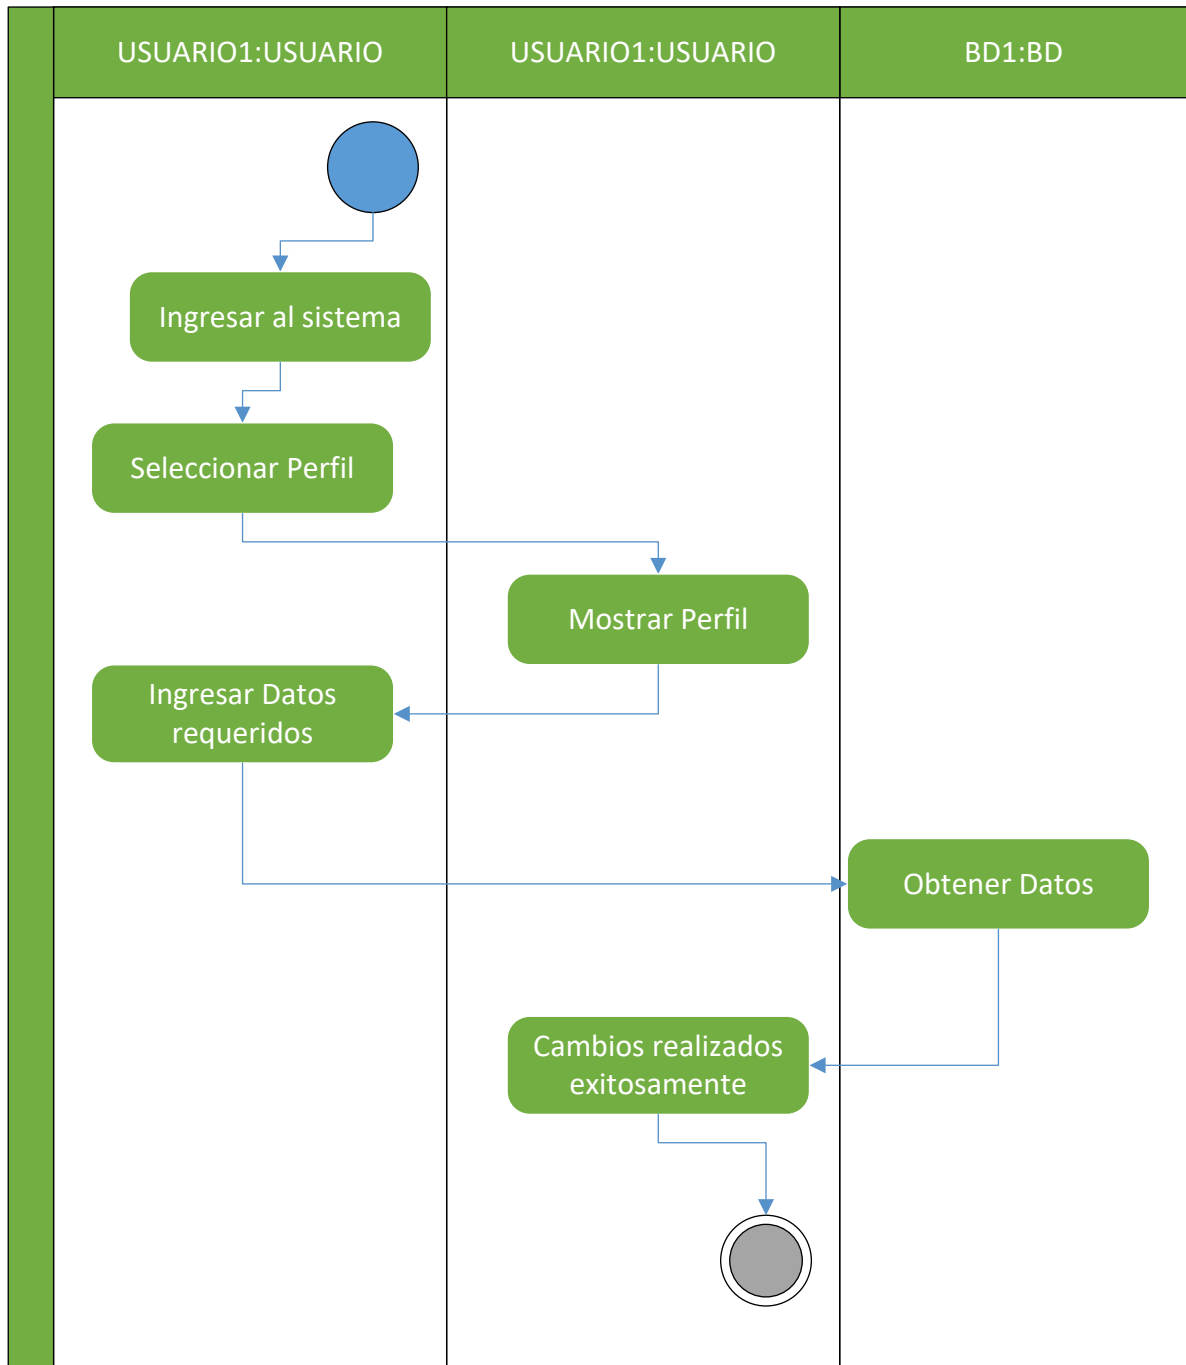 USUARIO1:USUARIO
USUARIO1:USUARIO
BD1:BD
Ingresar al sistema
Seleccionar Perfil
Mostrar Perfil
Ingresar Datos
requeridos
Obtener Datos
Cambios realizados
exitosamente